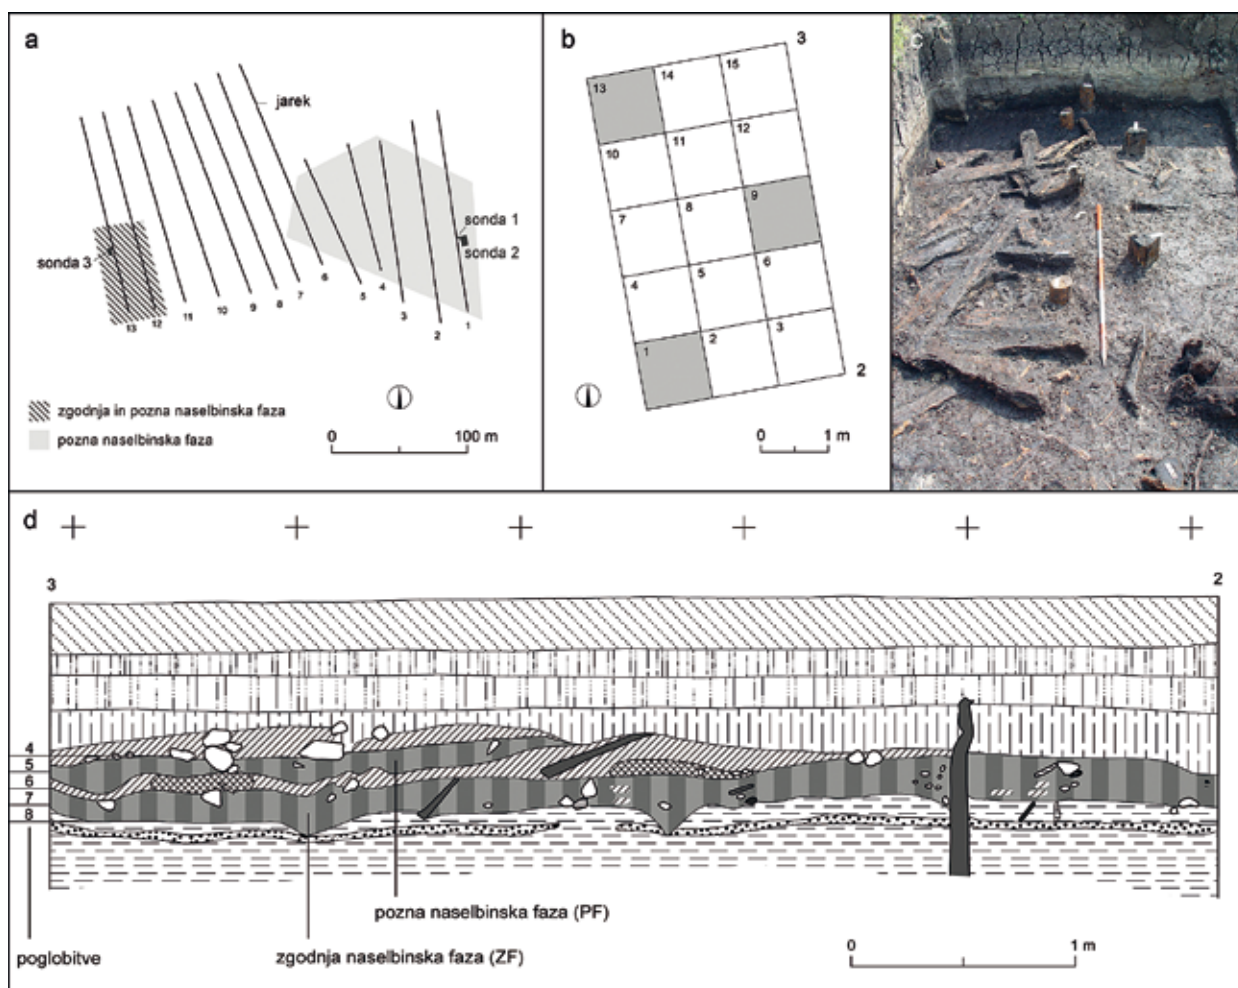 a
jarek
sonda 1
sonda 2
sonda 3
13
12
11
10
9
8
7
6
5
4
3
2
1
zgodnja in pozna naselbinska faza
pozna naselbinska faza
0 100 m
b
3
13 14 15
10 11 12
7 8 9
4 5 6
1 2 3
2
0 1 m
c
d
3 2
4
5
6
7
8
pozna naselbinska faza (PF)
zgodnja naselbinska faza (ZF)
poglobitve
0 1 m